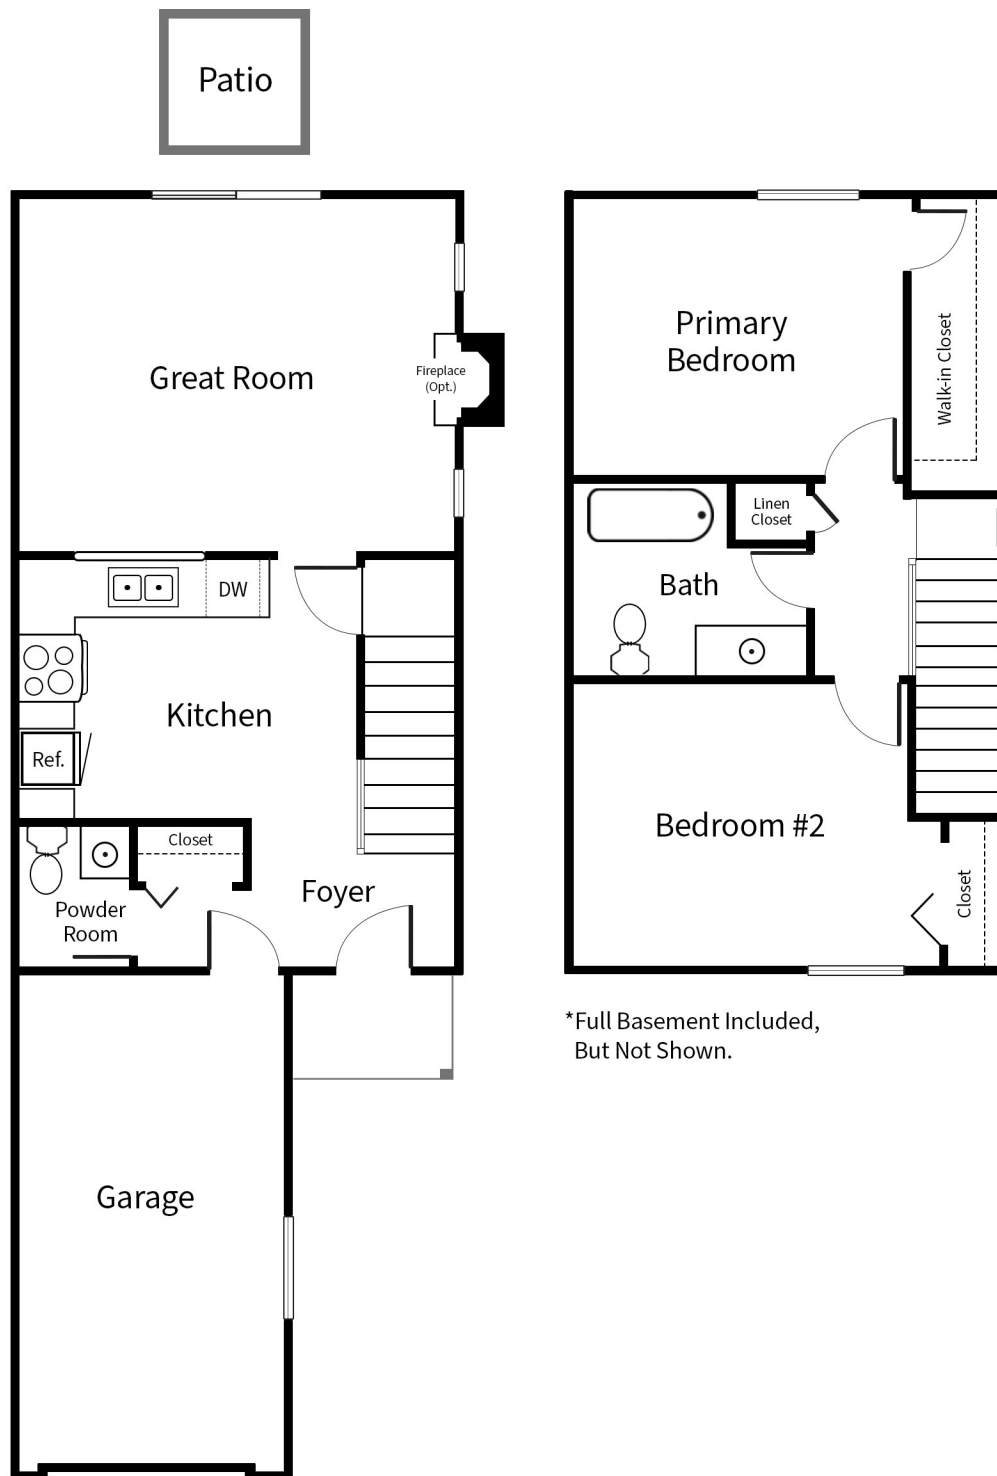 Patio
Great Room
Fireplace
(Opt.)
DW
Kitchen
Ref.
Closet
Powder
Room
Foyer
Garage
Primary
Bedroom
Walk-in Closet
Linen
Closet
Bath
Bedroom #2
Closet
*Full Basement Included,
But Not Shown.